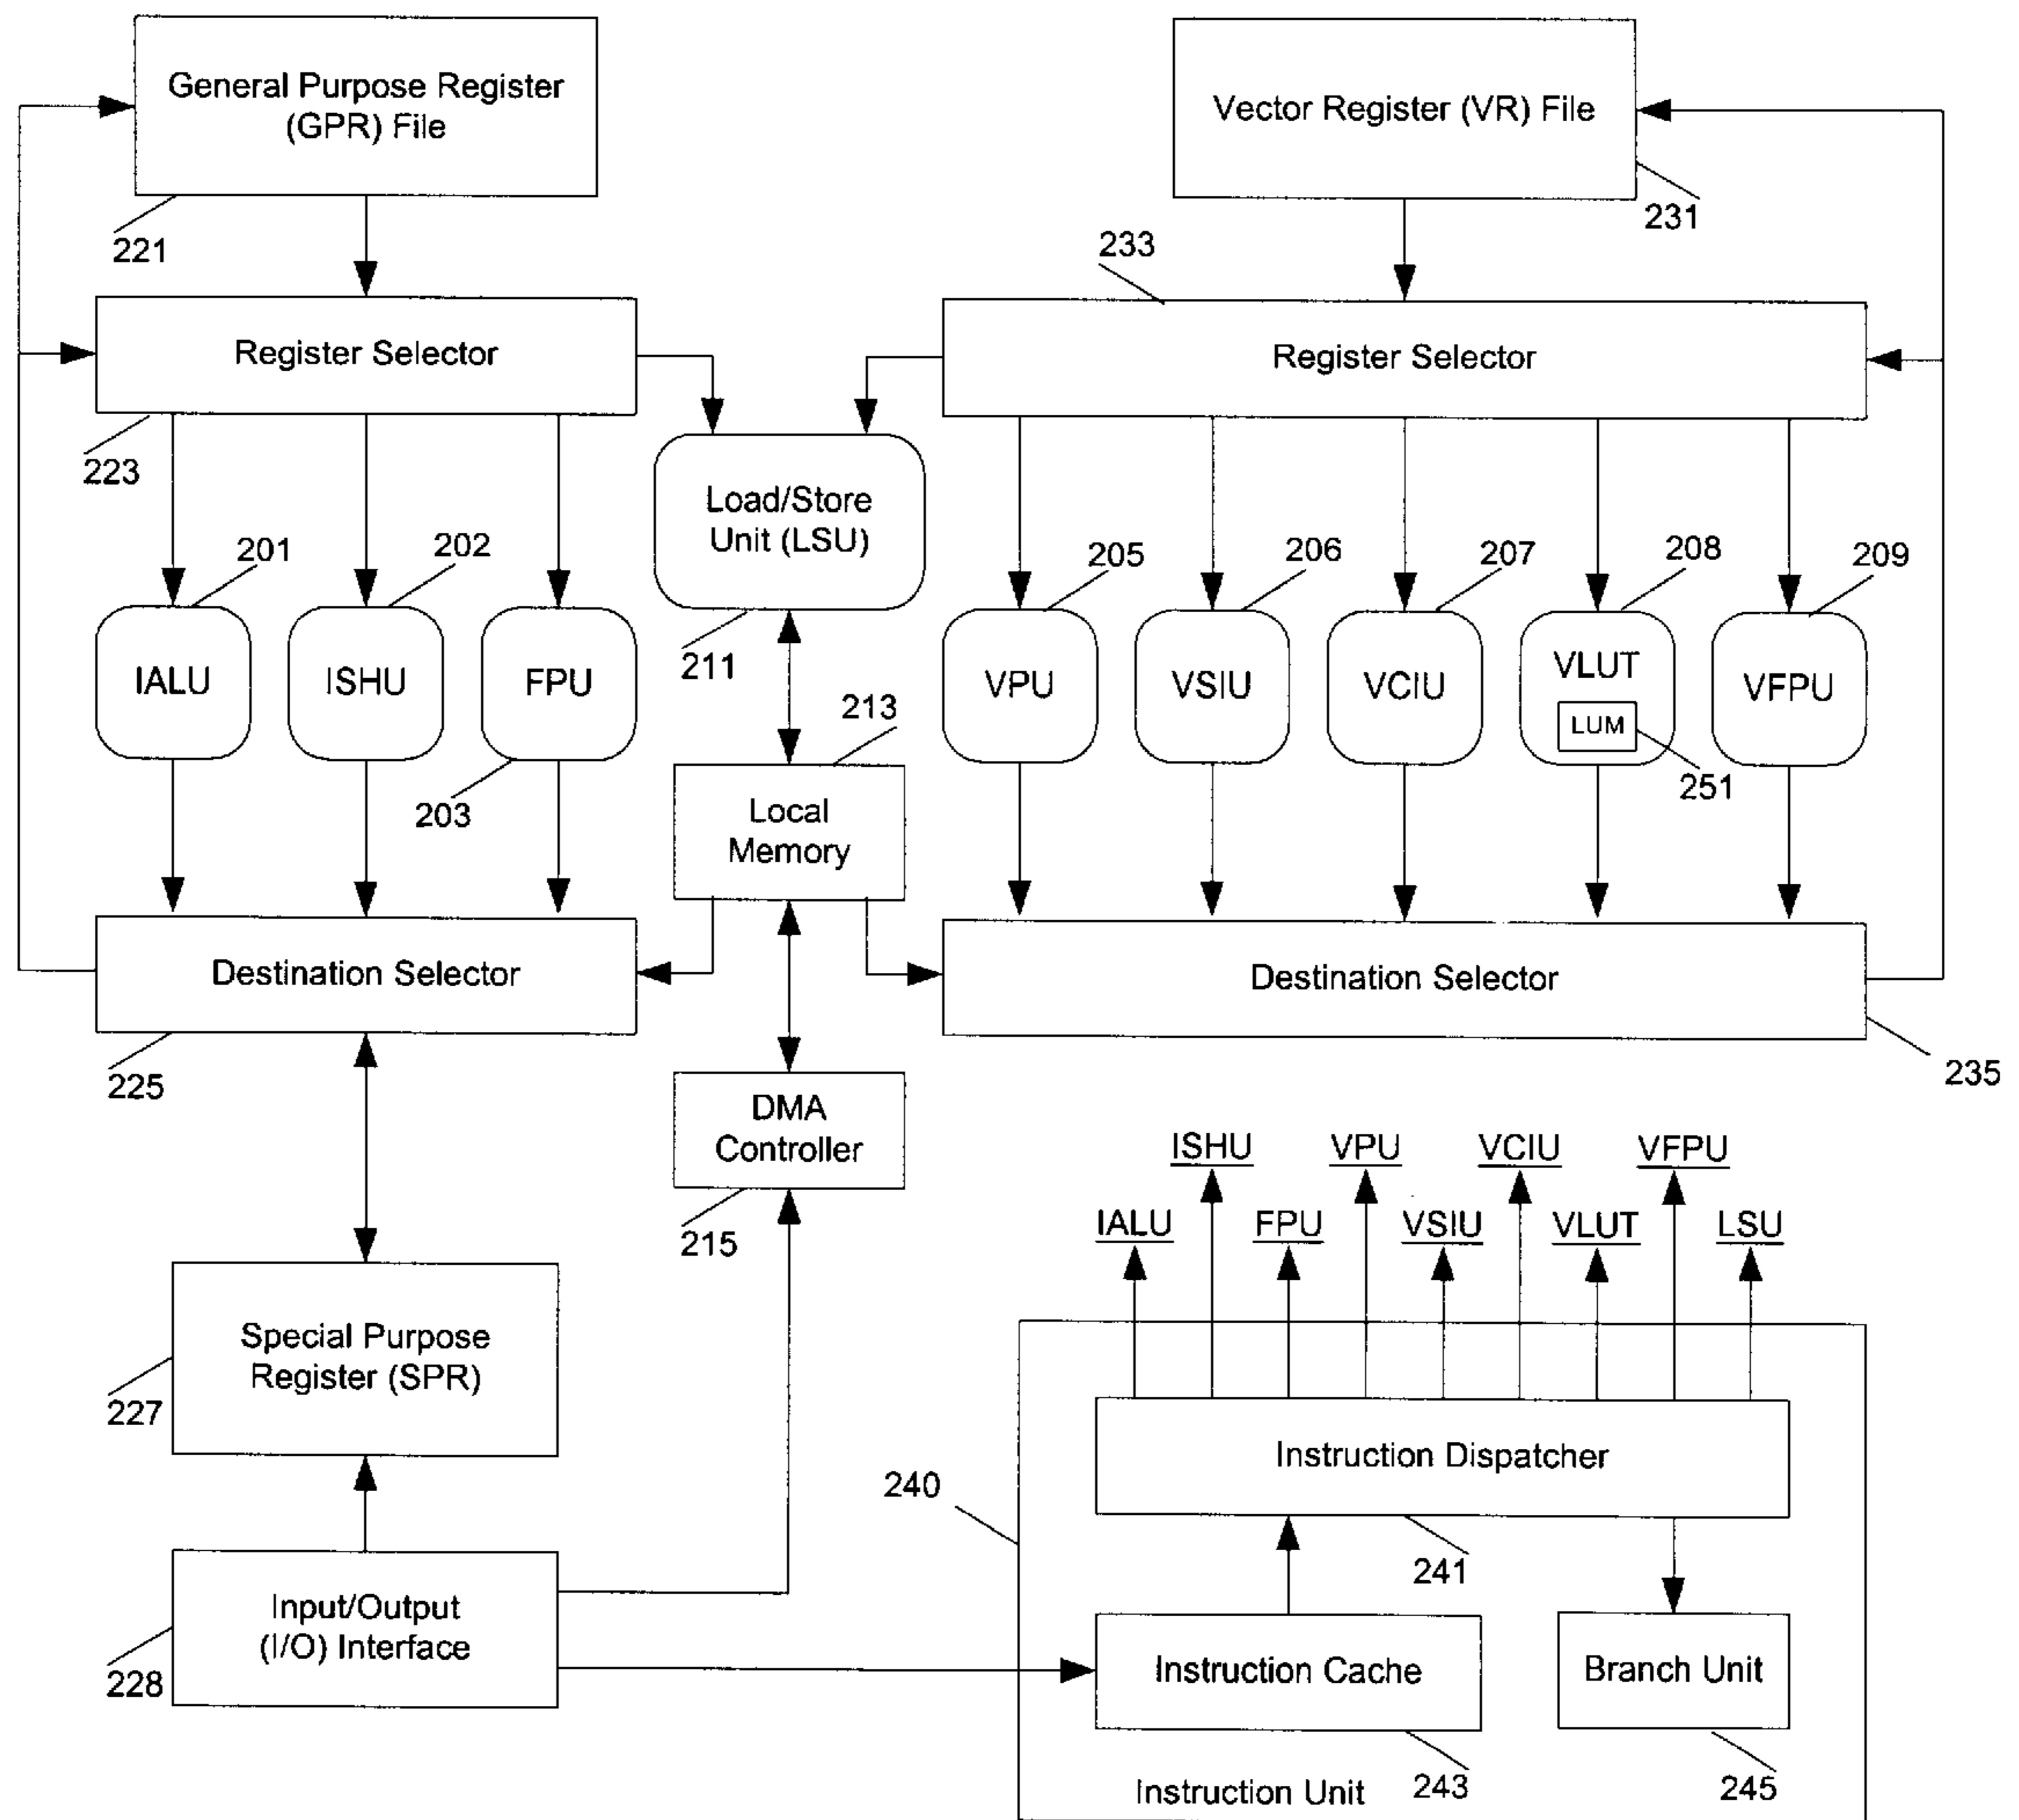 General Purpose Register
(GPR) File
221
Vector Register (VR) File
231
233
Register Selector
223
Register Selector
Load/Store
Unit (LSU)
211
201
IALU
202
ISHU
FPU
203
205
VPU
206
VSIU
207
VCIU
208
VLUT
LUM
251
209
VFPU
213
Local
Memory
Destination Selector
225
Destination Selector
235
DMA
Controller
215
Special Purpose
Register (SPR)
227
Input/Output
(I/O) Interface
228
ISHU
VPU
VCIU
VFPU
IALU
FPU
VSIU
VLUT
LSU
240
Instruction Dispatcher
241
Instruction Cache
243
Branch Unit
245
Instruction Unit